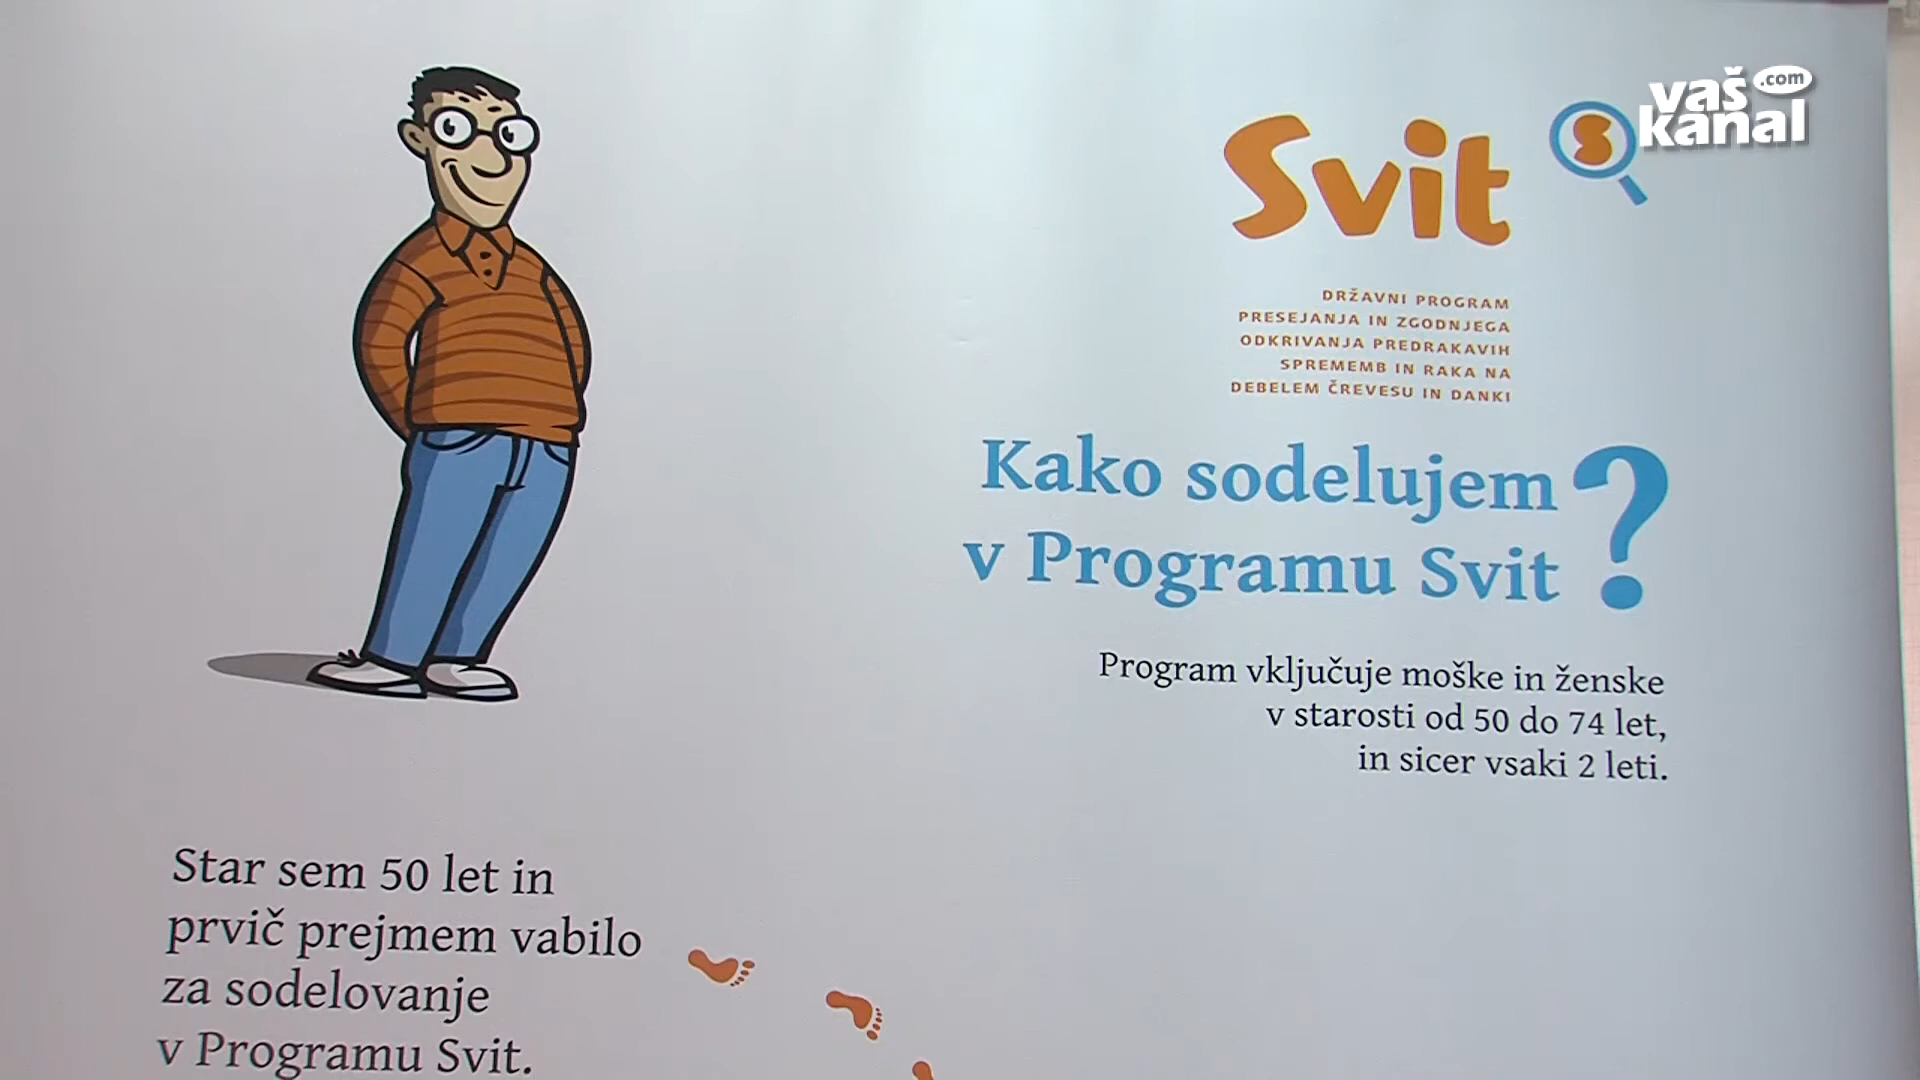 vaš .com
kanal
Svit
S
DRŽAVNI PROGRAM
PRESEJANJA IN ZGODNJEGA
ODKRIVANJA PREDRAKAVIH
SPREMEMB IN RAKA NA
DEBELEM ČREVESU IN DANKI
Kako sodelujem
v Programu Svit?
Program vključuje moške in ženske
v starosti od 50 do 74 let,
in sicer vsaki 2 leti.
Star sem 50 let in
prvič prejmem vabilo
za sodelovanje
v Programu Svit.